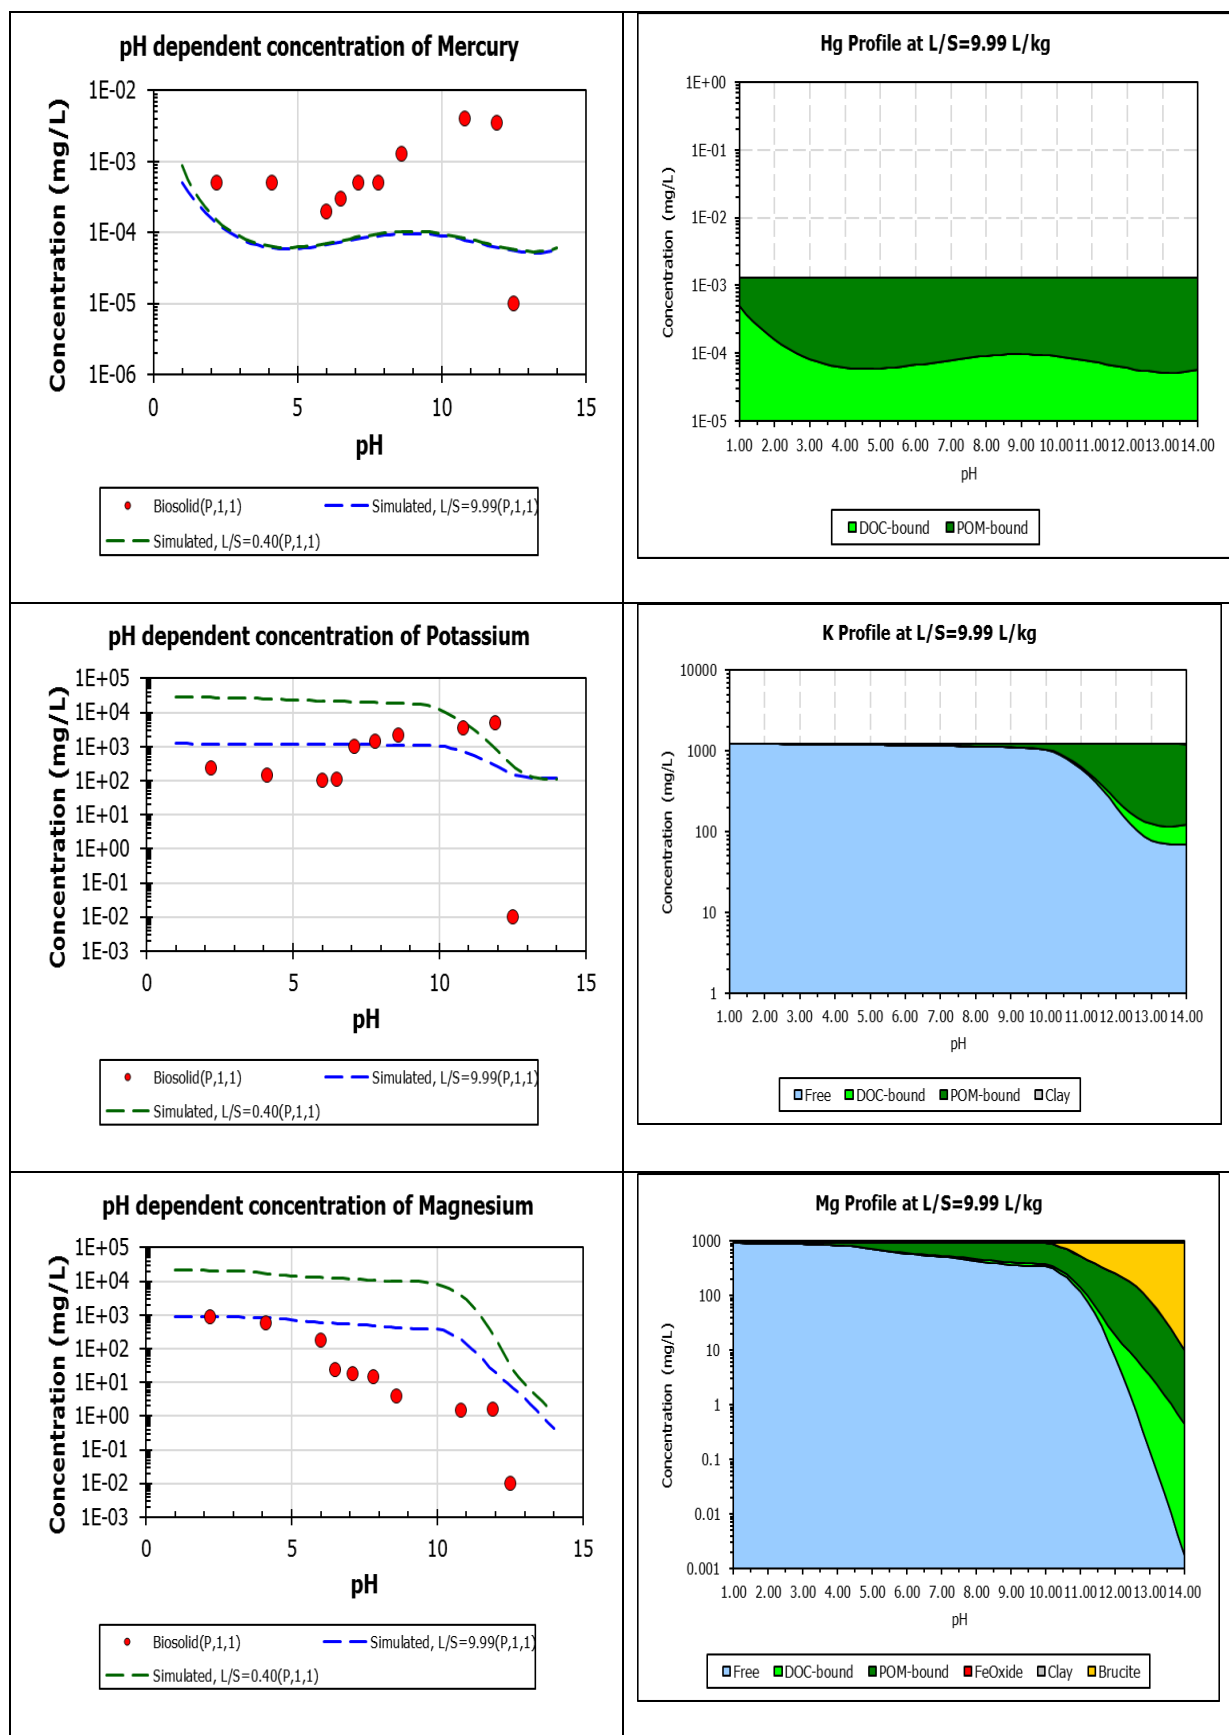 pH dependent concentration of Mercury
Concentration (mg/L)
1E-02
1E-03
1E-04
1E-05
1E-06
0 5 10 15
pH
Biosolid(P,1,1) Simulated, L/S=9.99(P,1,1)
Simulated, L/S=0.40(P,1,1)
Hg Profile at L/S=9.99 L/kg
Concentration (mg/L)
1E+00
1E-01
1E-02
1E-03
1E-04
1E-05
1.00 2.00 3.00 4.00 5.00 6.00 7.00 8.00 9.00 10.00 11.00 12.00 13.00 14.00
pH
DOC-bound POM-bound
pH dependent concentration of Potassium
Concentration (mg/L)
1E+05
1E+04
1E+03
1E+02
1E+01
1E+00
1E-01
1E-02
1E-03
0 5 10 15
pH
Biosolid(P,1,1) Simulated, L/S=9.99(P,1,1)
Simulated, L/S=0.40(P,1,1)
K Profile at L/S=9.99 L/kg
Concentration (mg/L)
10000
1000
100
10
1
1.00 2.00 3.00 4.00 5.00 6.00 7.00 8.00 9.00 10.00 11.00 12.00 13.00 14.00
pH
Free DOC-bound POM-bound Clay
pH dependent concentration of Magnesium
Concentration (mg/L)
1E+05
1E+04
1E+03
1E+02
1E+01
1E+00
1E-01
1E-02
1E-03
0 5 10 15
pH
Biosolid(P,1,1) Simulated, L/S=9.99(P,1,1)
Simulated, L/S=0.40(P,1,1)
Mg Profile at L/S=9.99 L/kg
Concentration (mg/L)
1000
100
10
1
0.1
0.01
0.001
1.00 2.00 3.00 4.00 5.00 6.00 7.00 8.00 9.00 10.00 11.00 12.00 13.00 14.00
pH
Free DOC-bound POM-bound FeOxide Clay Brucite